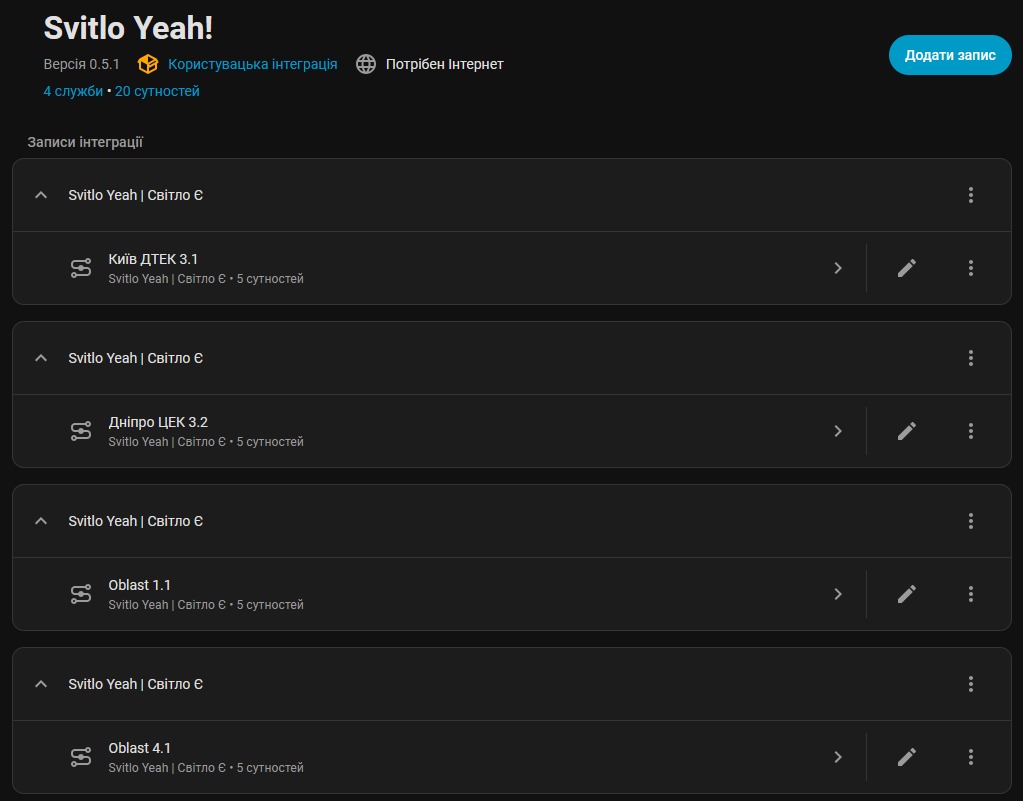 Svitlo Yeah!
Версія 0.5.1 Користувацька інтеграція Потрібен Інтернет
Додати запис
4 служби • 20 сутностей
Записи інтеграції
Svitlo Yeah | Світло Є
Київ ДТЕК 3.1
Svitlo Yeah | Світло Є • 5 сутностей
Svitlo Yeah | Світло Є
Дніпро ЦЕК 3.2
Svitlo Yeah | Світло Є • 5 сутностей
Svitlo Yeah | Світло Є
Oblast 1.1
Svitlo Yeah | Світло Є • 5 сутностей
Svitlo Yeah | Світло Є
Oblast 4.1
Svitlo Yeah | Світло Є • 5 сутностей